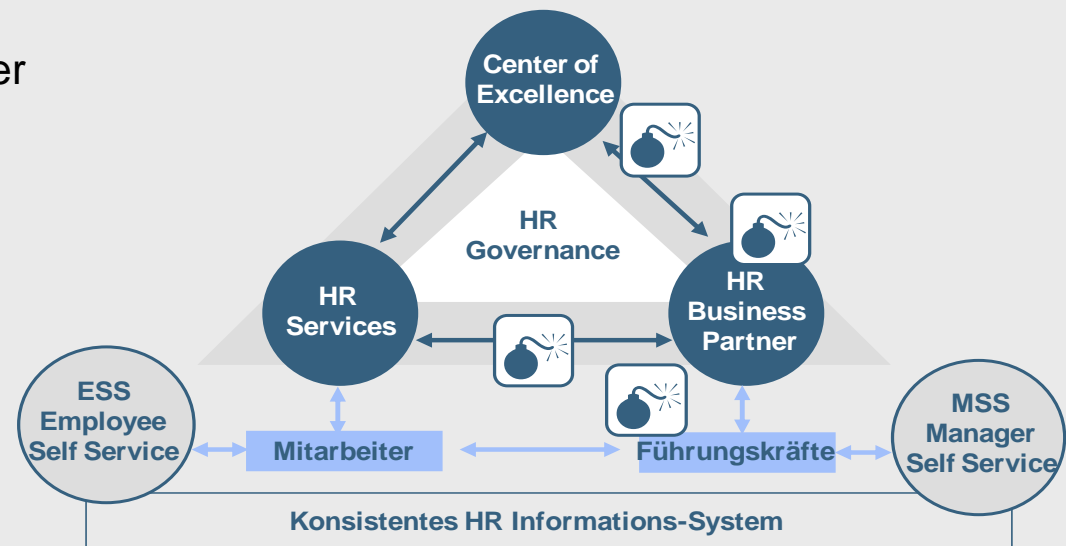 er
Center of
Excellence
HR
Governance
HR
Services
HR
Business
Partner
ESS
Employee
Self Service
Mitarbeiter
Führungskräfte
MSS
Manager
Self Service
Konsistentes HR Informations-System